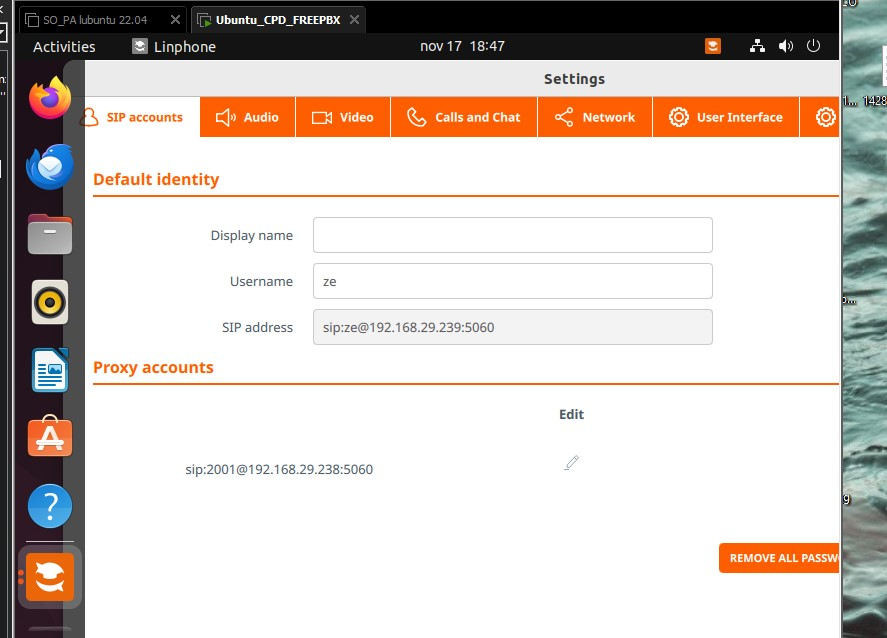 SO_PA lubuntu 22.04
Ubuntu_CPD_FREEPBX
Activities
Linphone
nov 17 18:47
Settings
SIP accounts
Audio
Video
Calls and Chat
Network
User Interface
Default identity
Display name
Username
ze
SIP address
sip:ze@192.168.29.239:5060
Proxy accounts
Edit
sip:2001@192.168.29.238:5060
REMOVE ALL PASSW
1... 1428